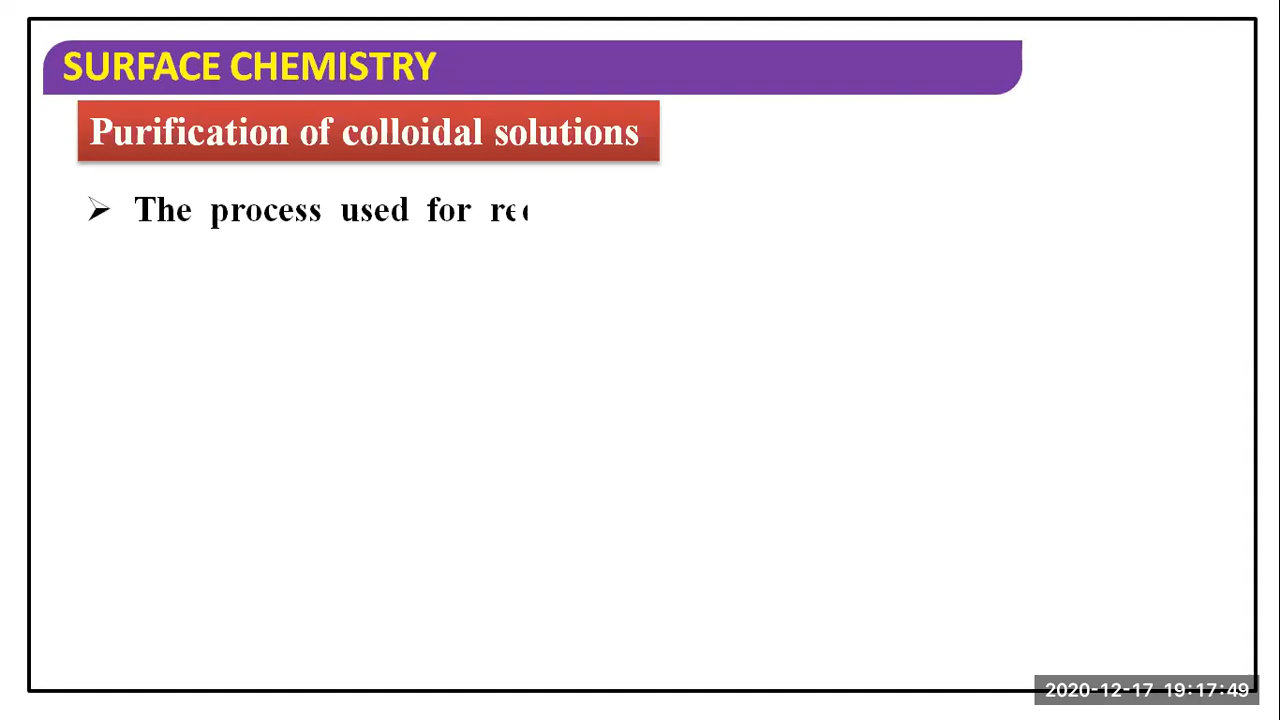 SURFACE CHEMISTRY
Purification of colloidal solutions
The process used for
2020-12-17 19:17:49